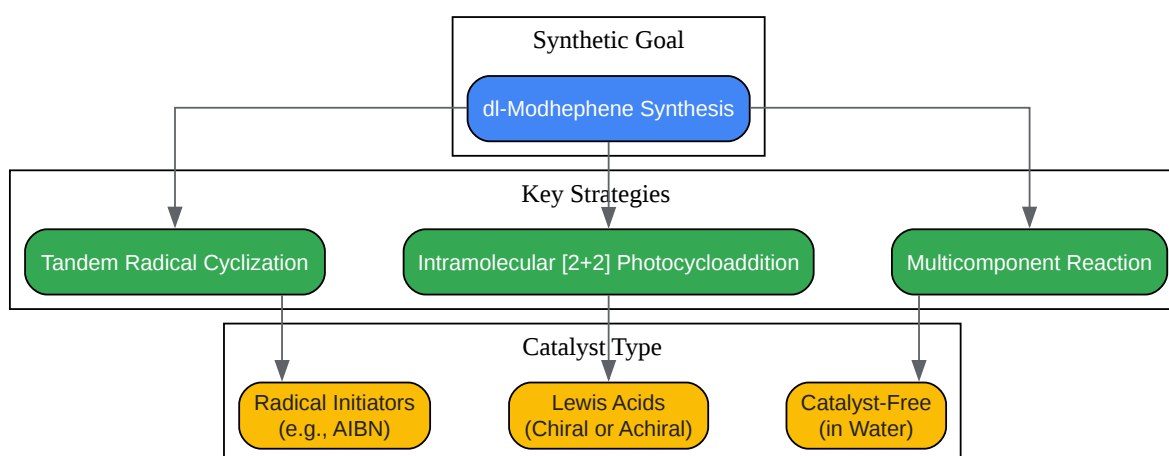 Synthetic Goal
dl-Modhephene Synthesis
Key Strategies
Tandem Radical Cyclization
Intramolecular [2+2] Photocycloaddition
Multicomponent Reaction
Catalyst Type
Radical Initiators
(e.g., AIBN)
Lewis Acids
(Chiral or Achiral)
Catalyst-Free
(in Water)